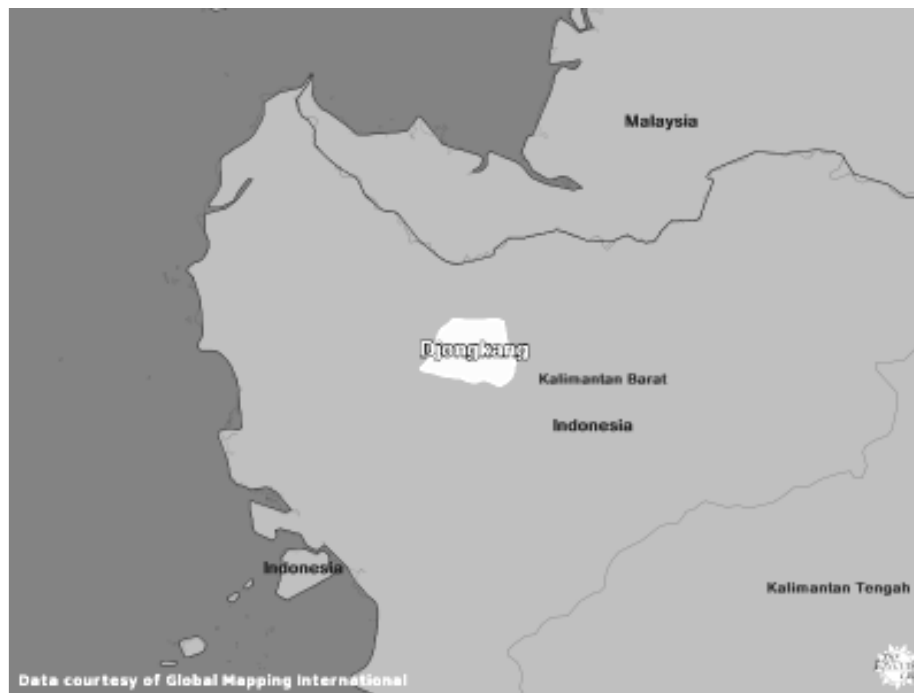 Malaysia
Djongkang
Kalimantan Barat
Indonesia
Indonesia
Kalimantan Tengah
Data courtesy of Global Mapping International